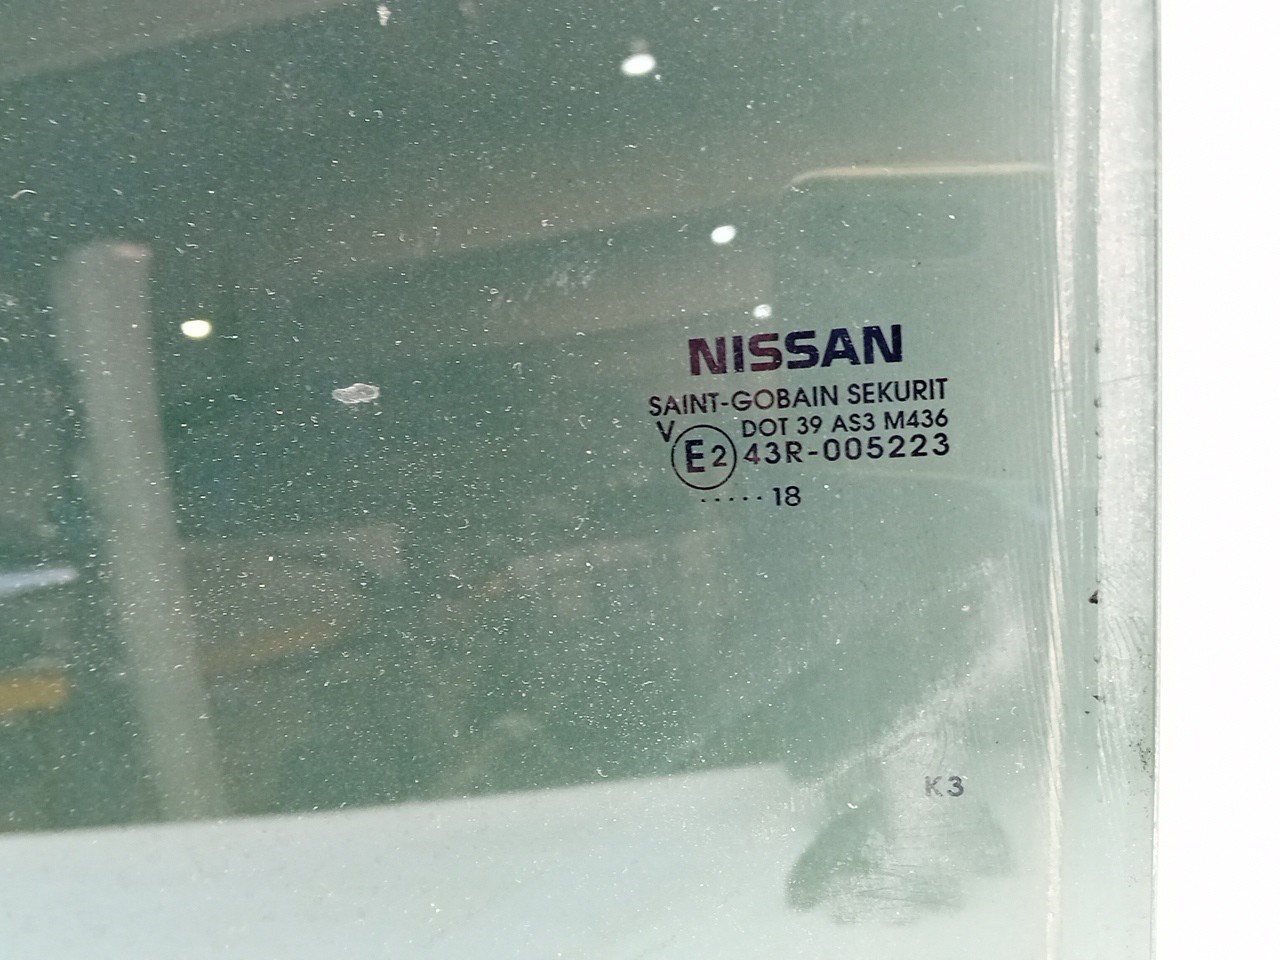 NISSAN
SAINT-GOBAIN SEKURIT
V DOT 39 AS3 M436
E2 43R-005223
.....18
K3